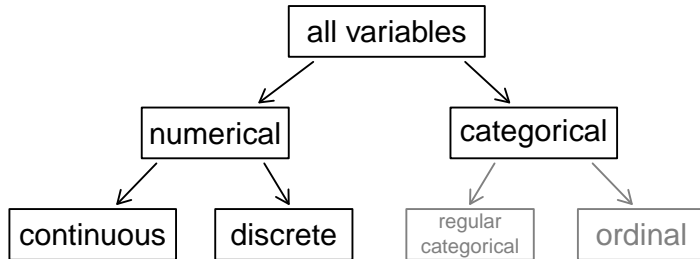 all variables
numerical
categorical
continuous
discrete
regular
categorical
ordinal